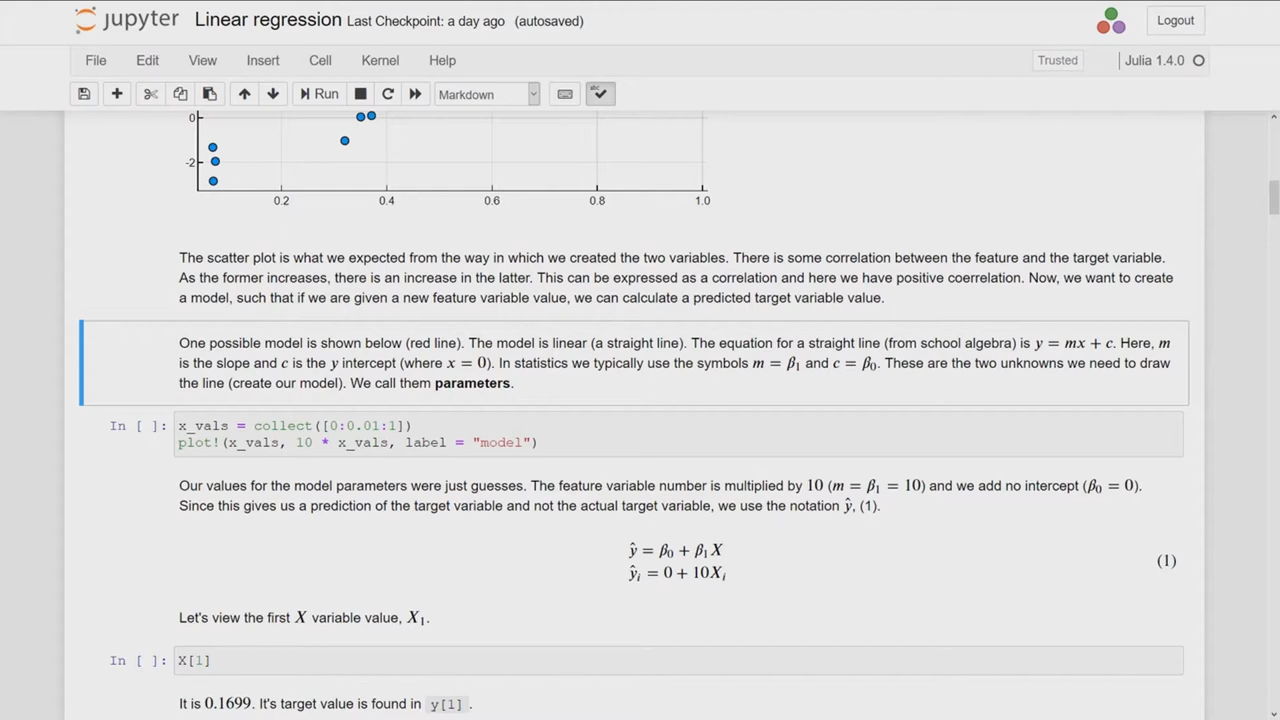 jupyter Linear regression Last Checkpoint: a day ago (autosaved) Logout
File Edit View Insert Cell Kernel Help Trusted Julia 1.4.0
Run Markdown
0
-2
0.2 0.4 0.6 0.8 1.0
The scatter plot is what we expected from the way in which we created the two variables. There is some correlation between the feature and the target variable.
As the former increases, there is an increase in the latter. This can be expressed as a correlation and here we have positive coerrelation. Now, we want to create
a model, such that if we are given a new feature variable value, we can calculate a predicted target variable value.
One possible model is shown below (red line). The model is linear (a straight line). The equation for a straight line (from school algebra) is y = mx + c. Here, m
is the slope and c is the y intercept (where x = 0). In statistics we typically use the symbols m = β₁ and c = β₀. These are the two unknowns we need to draw
the line (create our model). We call them parameters.
In [ ]: x_vals = collect([0:0.01:1])
plot!(x_vals, 10 * x_vals, label = "model")
Our values for the model parameters were just guesses. The feature variable number is multiplied by 10 (m = β₁ = 10) and we add no intercept (β₀ = 0).
Since this gives us a prediction of the target variable and not the actual target variable, we use the notation ŷ, (1).
ŷ = β₀ + β₁X
ŷᵢ = 0 + 10Xᵢ (1)
Let's view the first X variable value, X₁.
In [ ]: X[1]
It is 0.1699. It's target value is found in y[1].